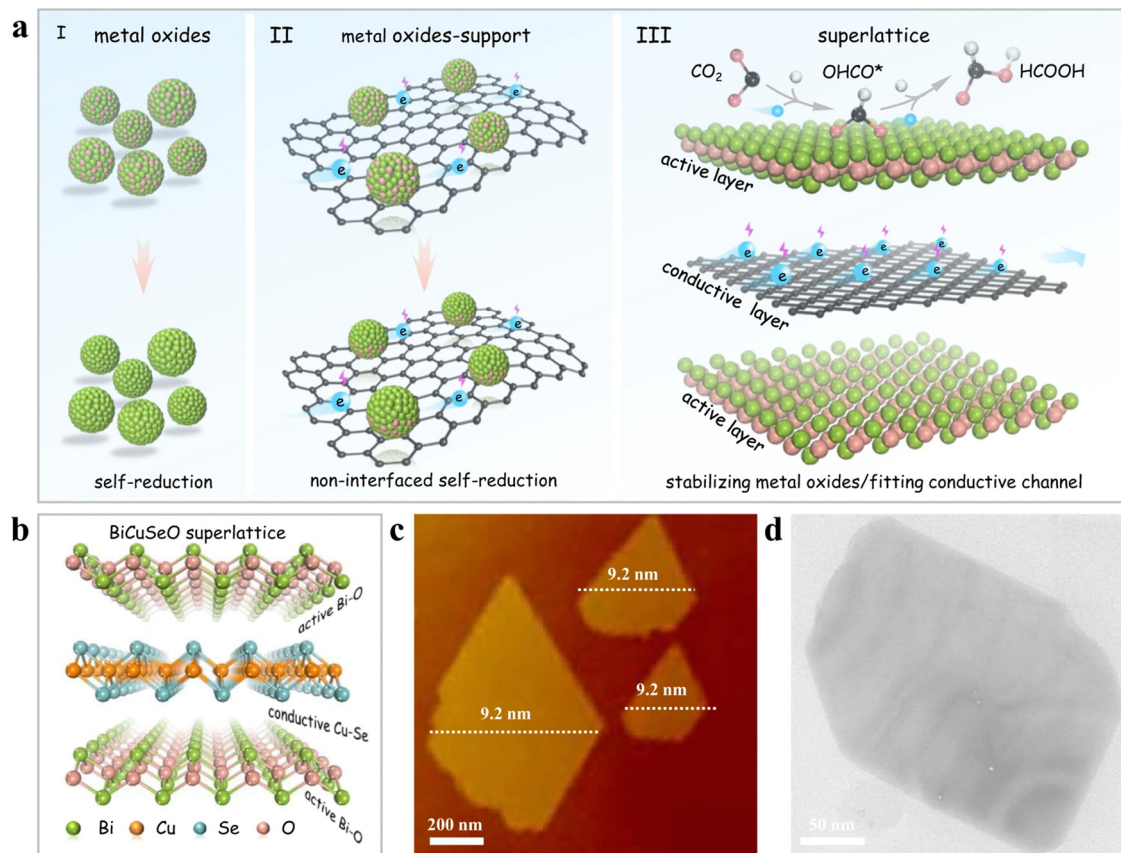 a
I
metal oxides
self-reduction
II
metal oxides-support
e
e
e
e
e
e
e
e
non-interfaced self-reduction
III
superlattice
CO2
OHCO*
HCOOH
active layer
e
e
e
e
e
e
e
e
conductive layer
active layer
stabilizing metal oxides/fitting conductive channel
b
BiCuSeO superlattice
active Bi-O
conductive Cu-Se
active Bi-O
Bi Cu Se O
c
9.2 nm
9.2 nm
9.2 nm
200 nm
d
50 nm